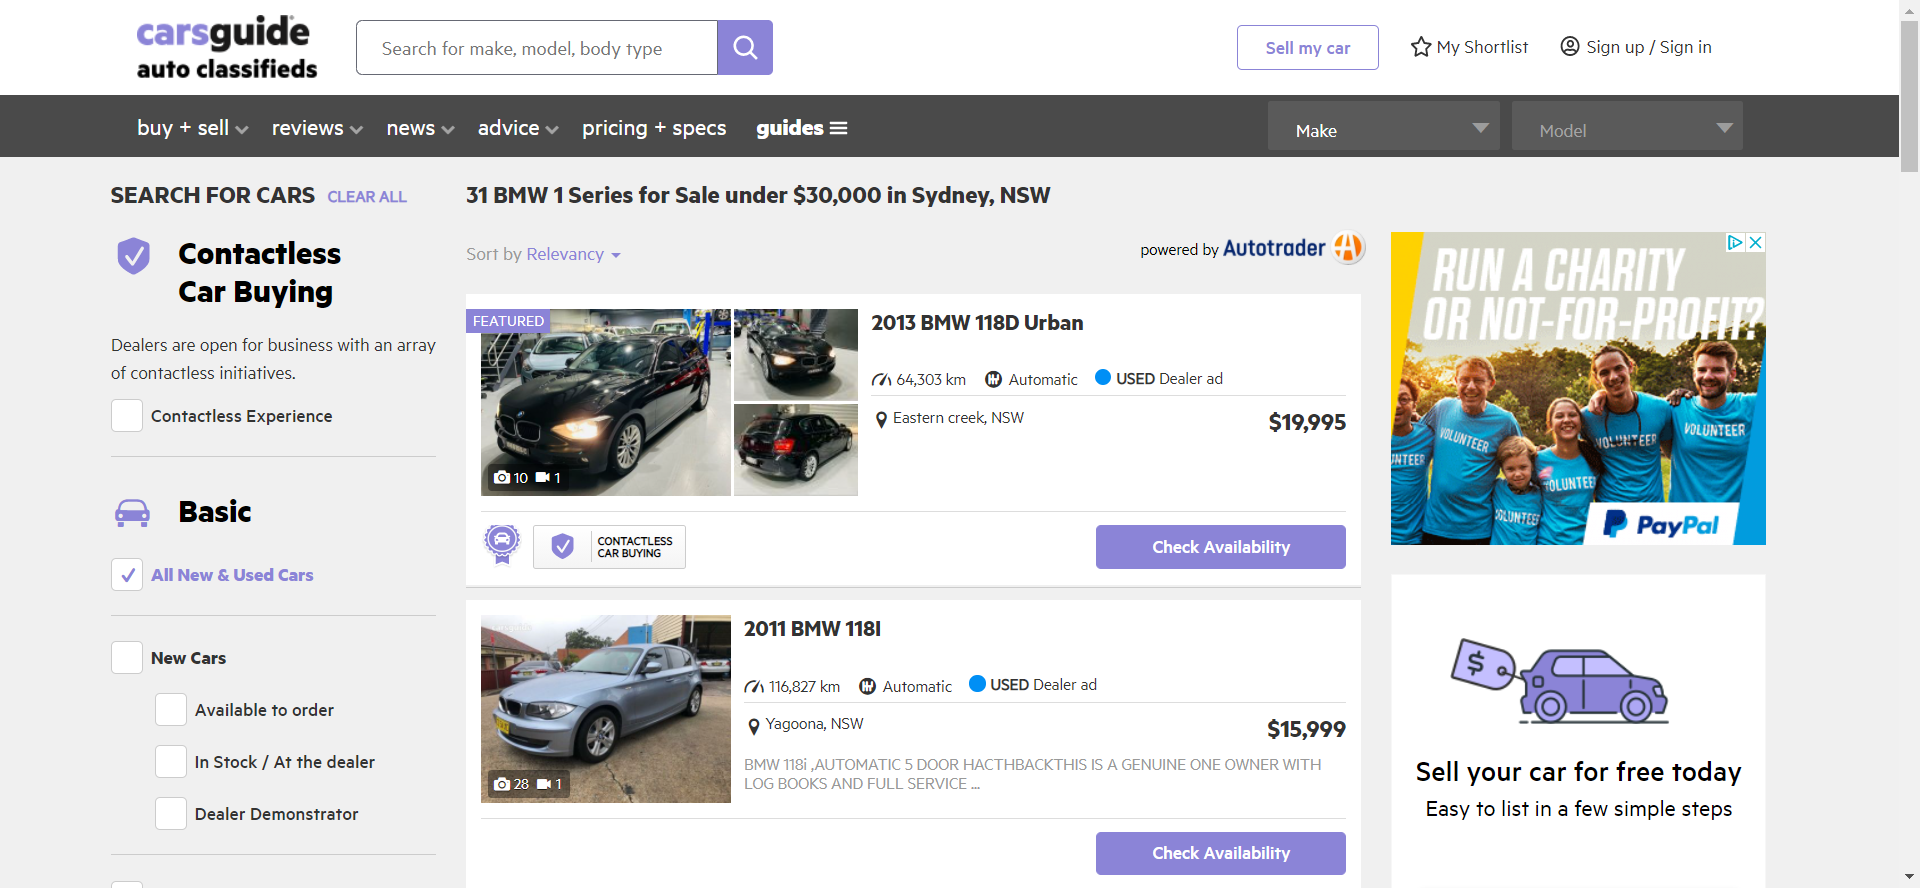 carsguide
auto classifieds
Search for make, model, body type
Sell my car
My Shortlist
Sign up / Sign in
buy + sell
reviews
news
advice
pricing + specs
guides
Make
Model
SEARCH FOR CARS CLEAR ALL
Contactless
Car Buying
Dealers are open for business with an array
of contactless initiatives.
Contactless Experience
Basic
All New & Used Cars
New Cars
Available to order
In Stock / At the dealer
Dealer Demonstrator
31 BMW 1 Series for Sale under $30,000 in Sydney, NSW
Sort by Relevancy
powered by Autotrader
FEATURED
10 1
2013 BMW 118D Urban
64,303 km Automatic USED Dealer ad
Eastern creek, NSW
$19,995
CONTACTLESS
CAR BUYING
Check Availability
28 1
2011 BMW 118I
116,827 km Automatic USED Dealer ad
Yagoona, NSW
$15,999
BMW 118i ,AUTOMATIC 5 DOOR HACTHBACKTHIS IS A GENUINE ONE OWNER WITH
LOG BOOKS AND FULL SERVICE ...
Check Availability
RUN A CHARITY
OR NOT-FOR-PROFIT?
VOLUNTEER
VOLUNTEER
VOLUNTEER
VOLUNTEER
PayPal
$
Sell your car for free today
Easy to list in a few simple steps